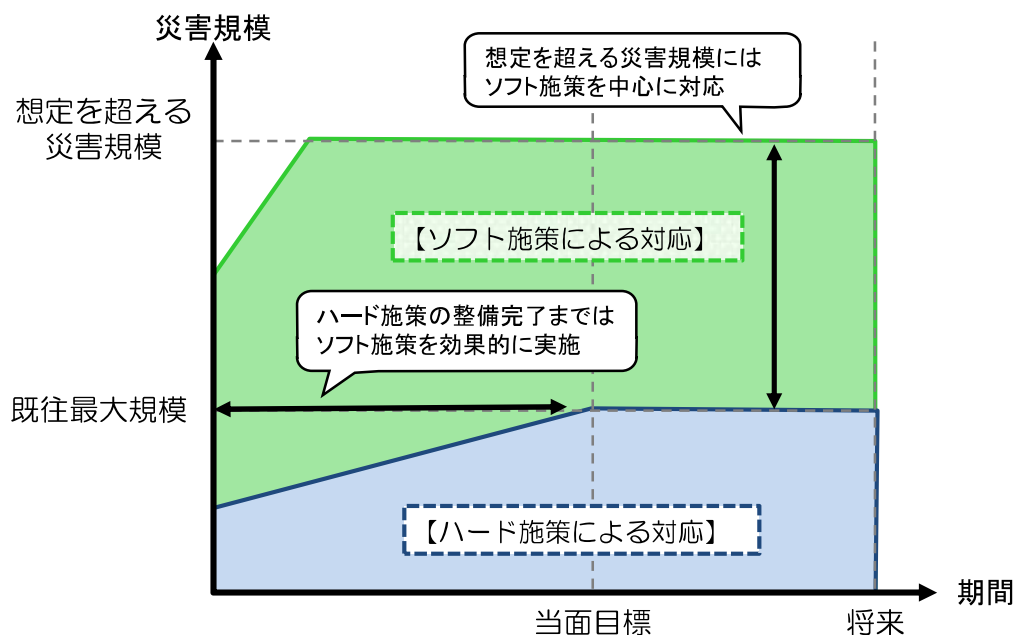 災害規模
想定を超える災害規模には
ソフト施策を中心に対応
想定を超える
災害規模
【ソフト施策による対応】
ハード施策の整備完了までは
ソフト施策を効果的に実施
既往最大規模
【ハード施策による対応】
期間
当面目標
将来